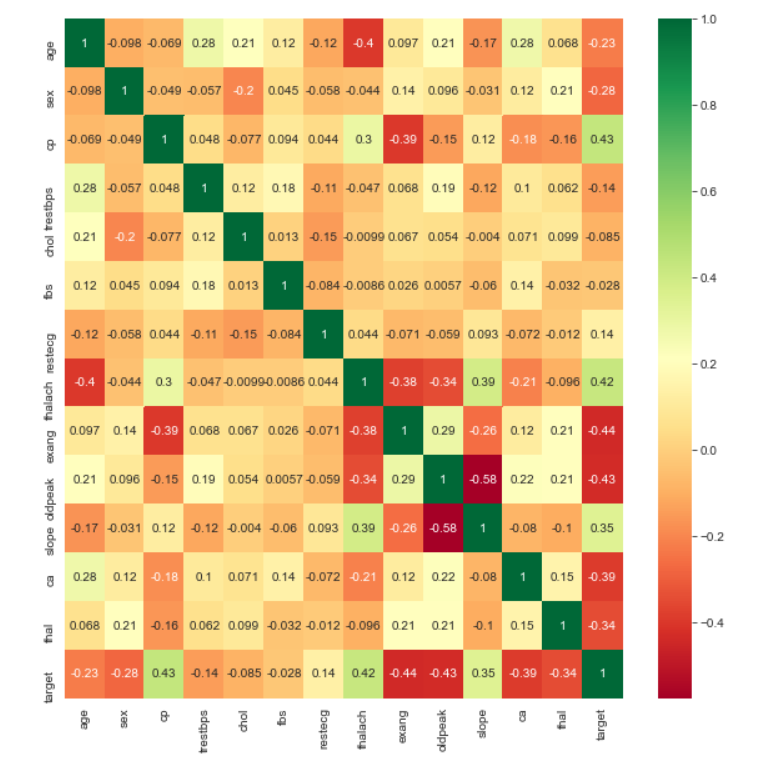 age 1 -0.098 -0.069 0.28 0.21 0.12 -0.12 -0.4 0.097 0.21 -0.17 0.28 0.068 -0.23
sex -0.098 1 -0.049 -0.057 -0.2 0.045 -0.058 -0.044 0.14 0.096 -0.031 0.12 0.21 -0.28
cp -0.069 -0.049 1 0.048 -0.077 0.094 0.044 0.3 -0.39 -0.15 0.12 -0.18 -0.16 0.43
trestbps 0.28 -0.057 0.048 1 0.12 0.18 -0.11 -0.047 0.068 0.19 -0.12 0.1 0.062 -0.14
chol 0.21 -0.2 -0.077 0.12 1 0.013 -0.15 -0.0099 0.067 0.054 -0.004 0.071 0.099 -0.085
fbs 0.12 0.045 0.094 0.18 0.013 1 -0.084 -0.0086 0.026 0.0057 -0.06 0.14 -0.032 -0.028
restecg -0.12 -0.058 0.044 -0.11 -0.15 -0.084 1 0.044 -0.071 -0.059 0.093 -0.072 -0.012 0.14
thalach -0.4 -0.044 0.3 -0.047 -0.0099 -0.0086 0.044 1 -0.38 -0.34 0.39 -0.21 -0.096 0.42
exang 0.097 0.14 -0.39 0.068 0.067 0.026 -0.071 -0.38 1 0.29 -0.26 0.12 0.21 -0.44
oldpeak 0.21 0.096 -0.15 0.19 0.054 0.0057 -0.059 -0.34 0.29 1 -0.58 0.22 0.21 -0.43
slope -0.17 -0.031 0.12 -0.12 -0.004 -0.06 0.093 0.39 -0.26 -0.58 1 -0.08 -0.1 0.35
ca 0.28 0.12 -0.18 0.1 0.071 0.14 -0.072 -0.21 0.12 0.22 -0.08 1 0.15 -0.39
thal 0.068 0.21 -0.16 0.062 0.099 -0.032 -0.012 -0.096 0.21 0.21 -0.1 0.15 1 -0.34
target -0.23 -0.28 0.43 -0.14 -0.085 -0.028 0.14 0.42 -0.44 -0.43 0.35 -0.39 -0.34 1
age sex cp trestbps chol fbs restecg thalach exang oldpeak slope ca thal target
1.0
0.8
0.6
0.4
0.2
0.0
−0.2
−0.4